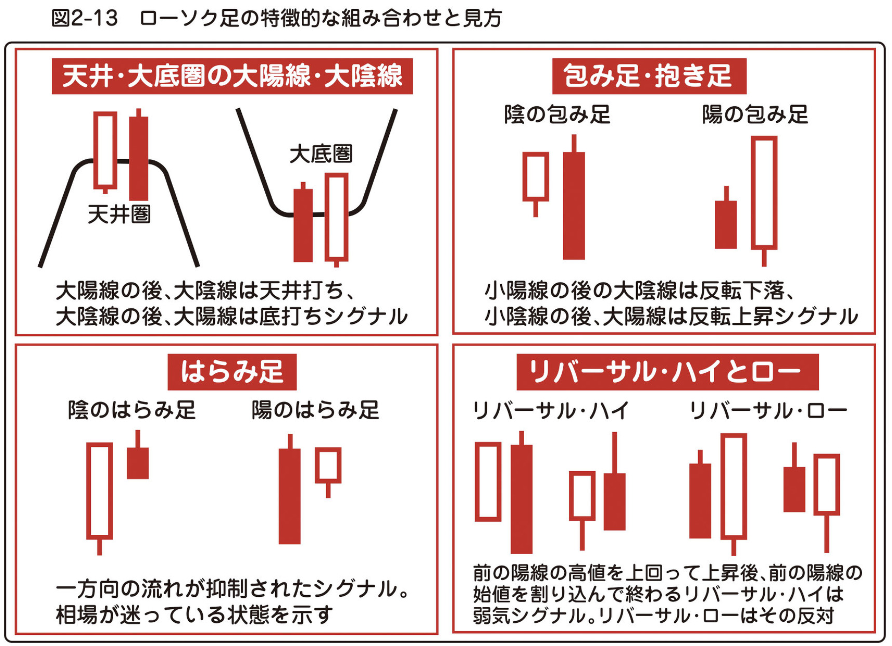 図2-13 ローソク足の特徴的な組み合わせと見方
天井・大底圏の大陽線・大陰線
大底圏
天井圏
大陽線の後、大陰線は天井打ち、
大陰線の後、大陽線は底打ちシグナル
包み足・抱き足
陰の包み足 陽の包み足
小陽線の後の大陰線は反転下落、
小陰線の後、大陽線は反転上昇シグナル
はらみ足
陰のはらみ足 陽のはらみ足
一方向の流れが抑制されたシグナル。
相場が迷っている状態を示す
リバーサル・ハイとロー
リバーサル・ハイ リバーサル・ロー
前の陽線の高値を上回って上昇後、前の陽線の
始値を割り込んで終わるリバーサル・ハイは
弱気シグナル。リバーサル・ローはその反対